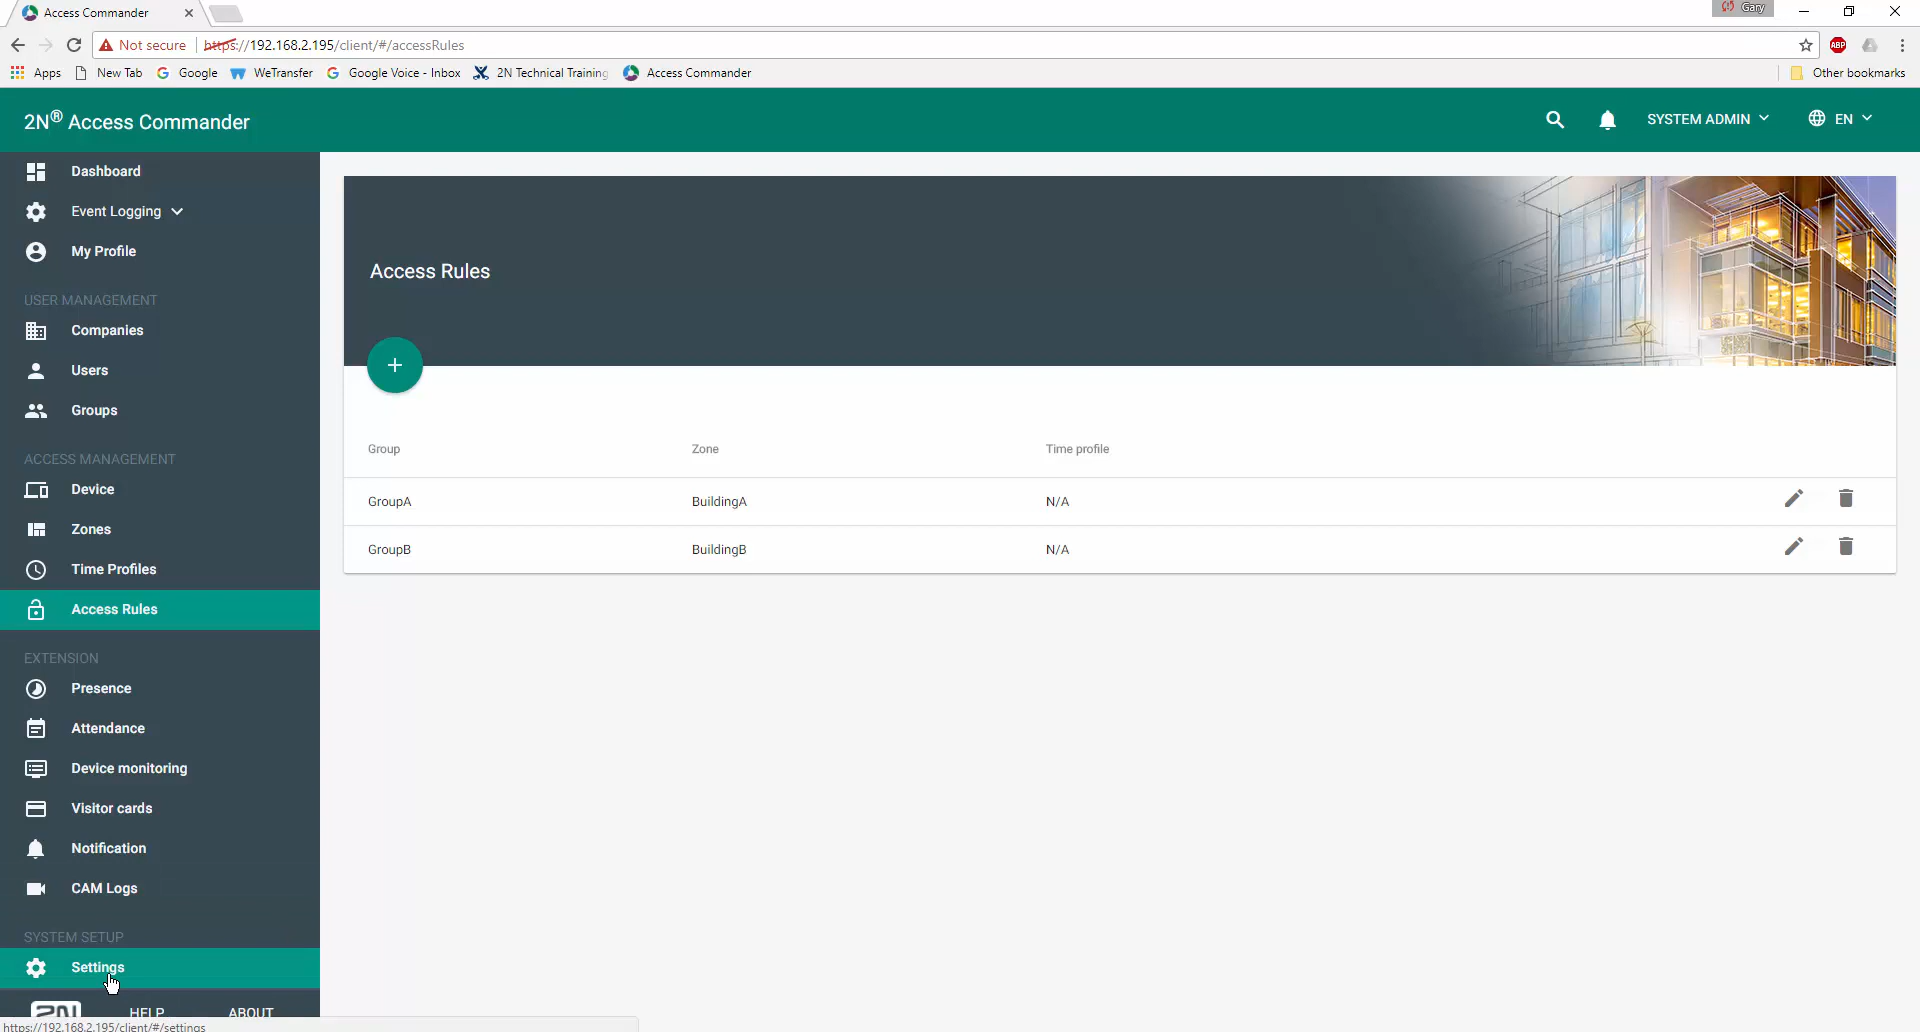 Access Commander
Gary
Not secure
https://192.168.2.195/client/#/accessRules
ABP
Apps
New Tab
Google
WeTransfer
Google Voice - Inbox
2N Technical Training
Access Commander
Other bookmarks
2N® Access Commander
SYSTEM ADMIN
EN
Dashboard
Event Logging
My Profile
USER MANAGEMENT
Companies
Users
Groups
ACCESS MANAGEMENT
Device
Zones
Time Profiles
Access Rules
EXTENSION
Presence
Attendance
Device monitoring
Visitor cards
Notification
CAM Logs
SYSTEM SETUP
Settings
2N HELP ABOUT
https://192.168.2.195/client/#/settings
Access Rules
+
Group Zone Time profile
GroupA BuildingA N/A
GroupB BuildingB N/A